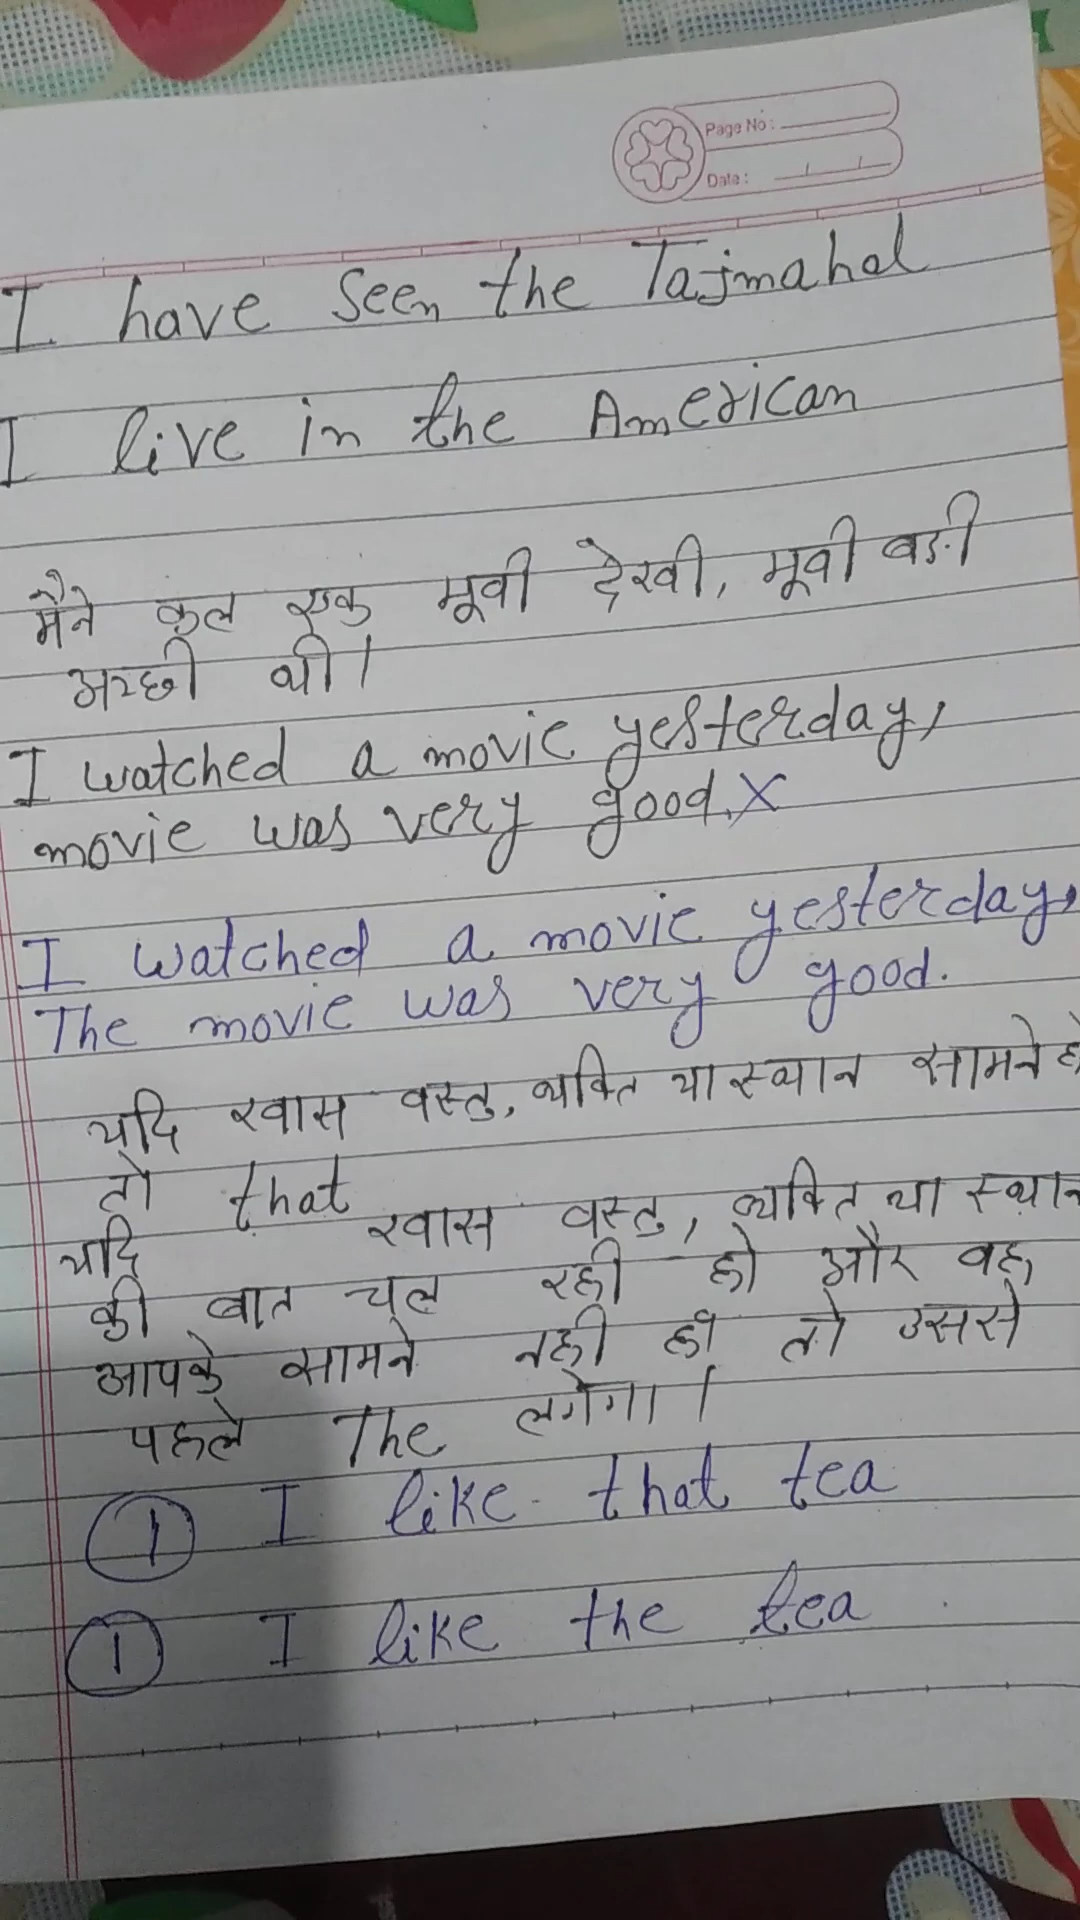 Page No:
Date:
I have seen the Tajmahal
I live in the American
मैने कल एक मूवी देखी, मूवी बडी
अच्छी थी।
I watched a movie yesterday,
movie was very good.X
I watched a movie yesterday,
The movie was very good.
यदि खास वस्तु, व्यक्ति या स्थान सामने हो
तो that
यदि खास वस्तु, व्यक्ति या स्थान
की बात चल रही हो और वह
आपके सामने नही हो तो उससे
पहले The लगेगा।
1 I like that tea
1 I like the tea